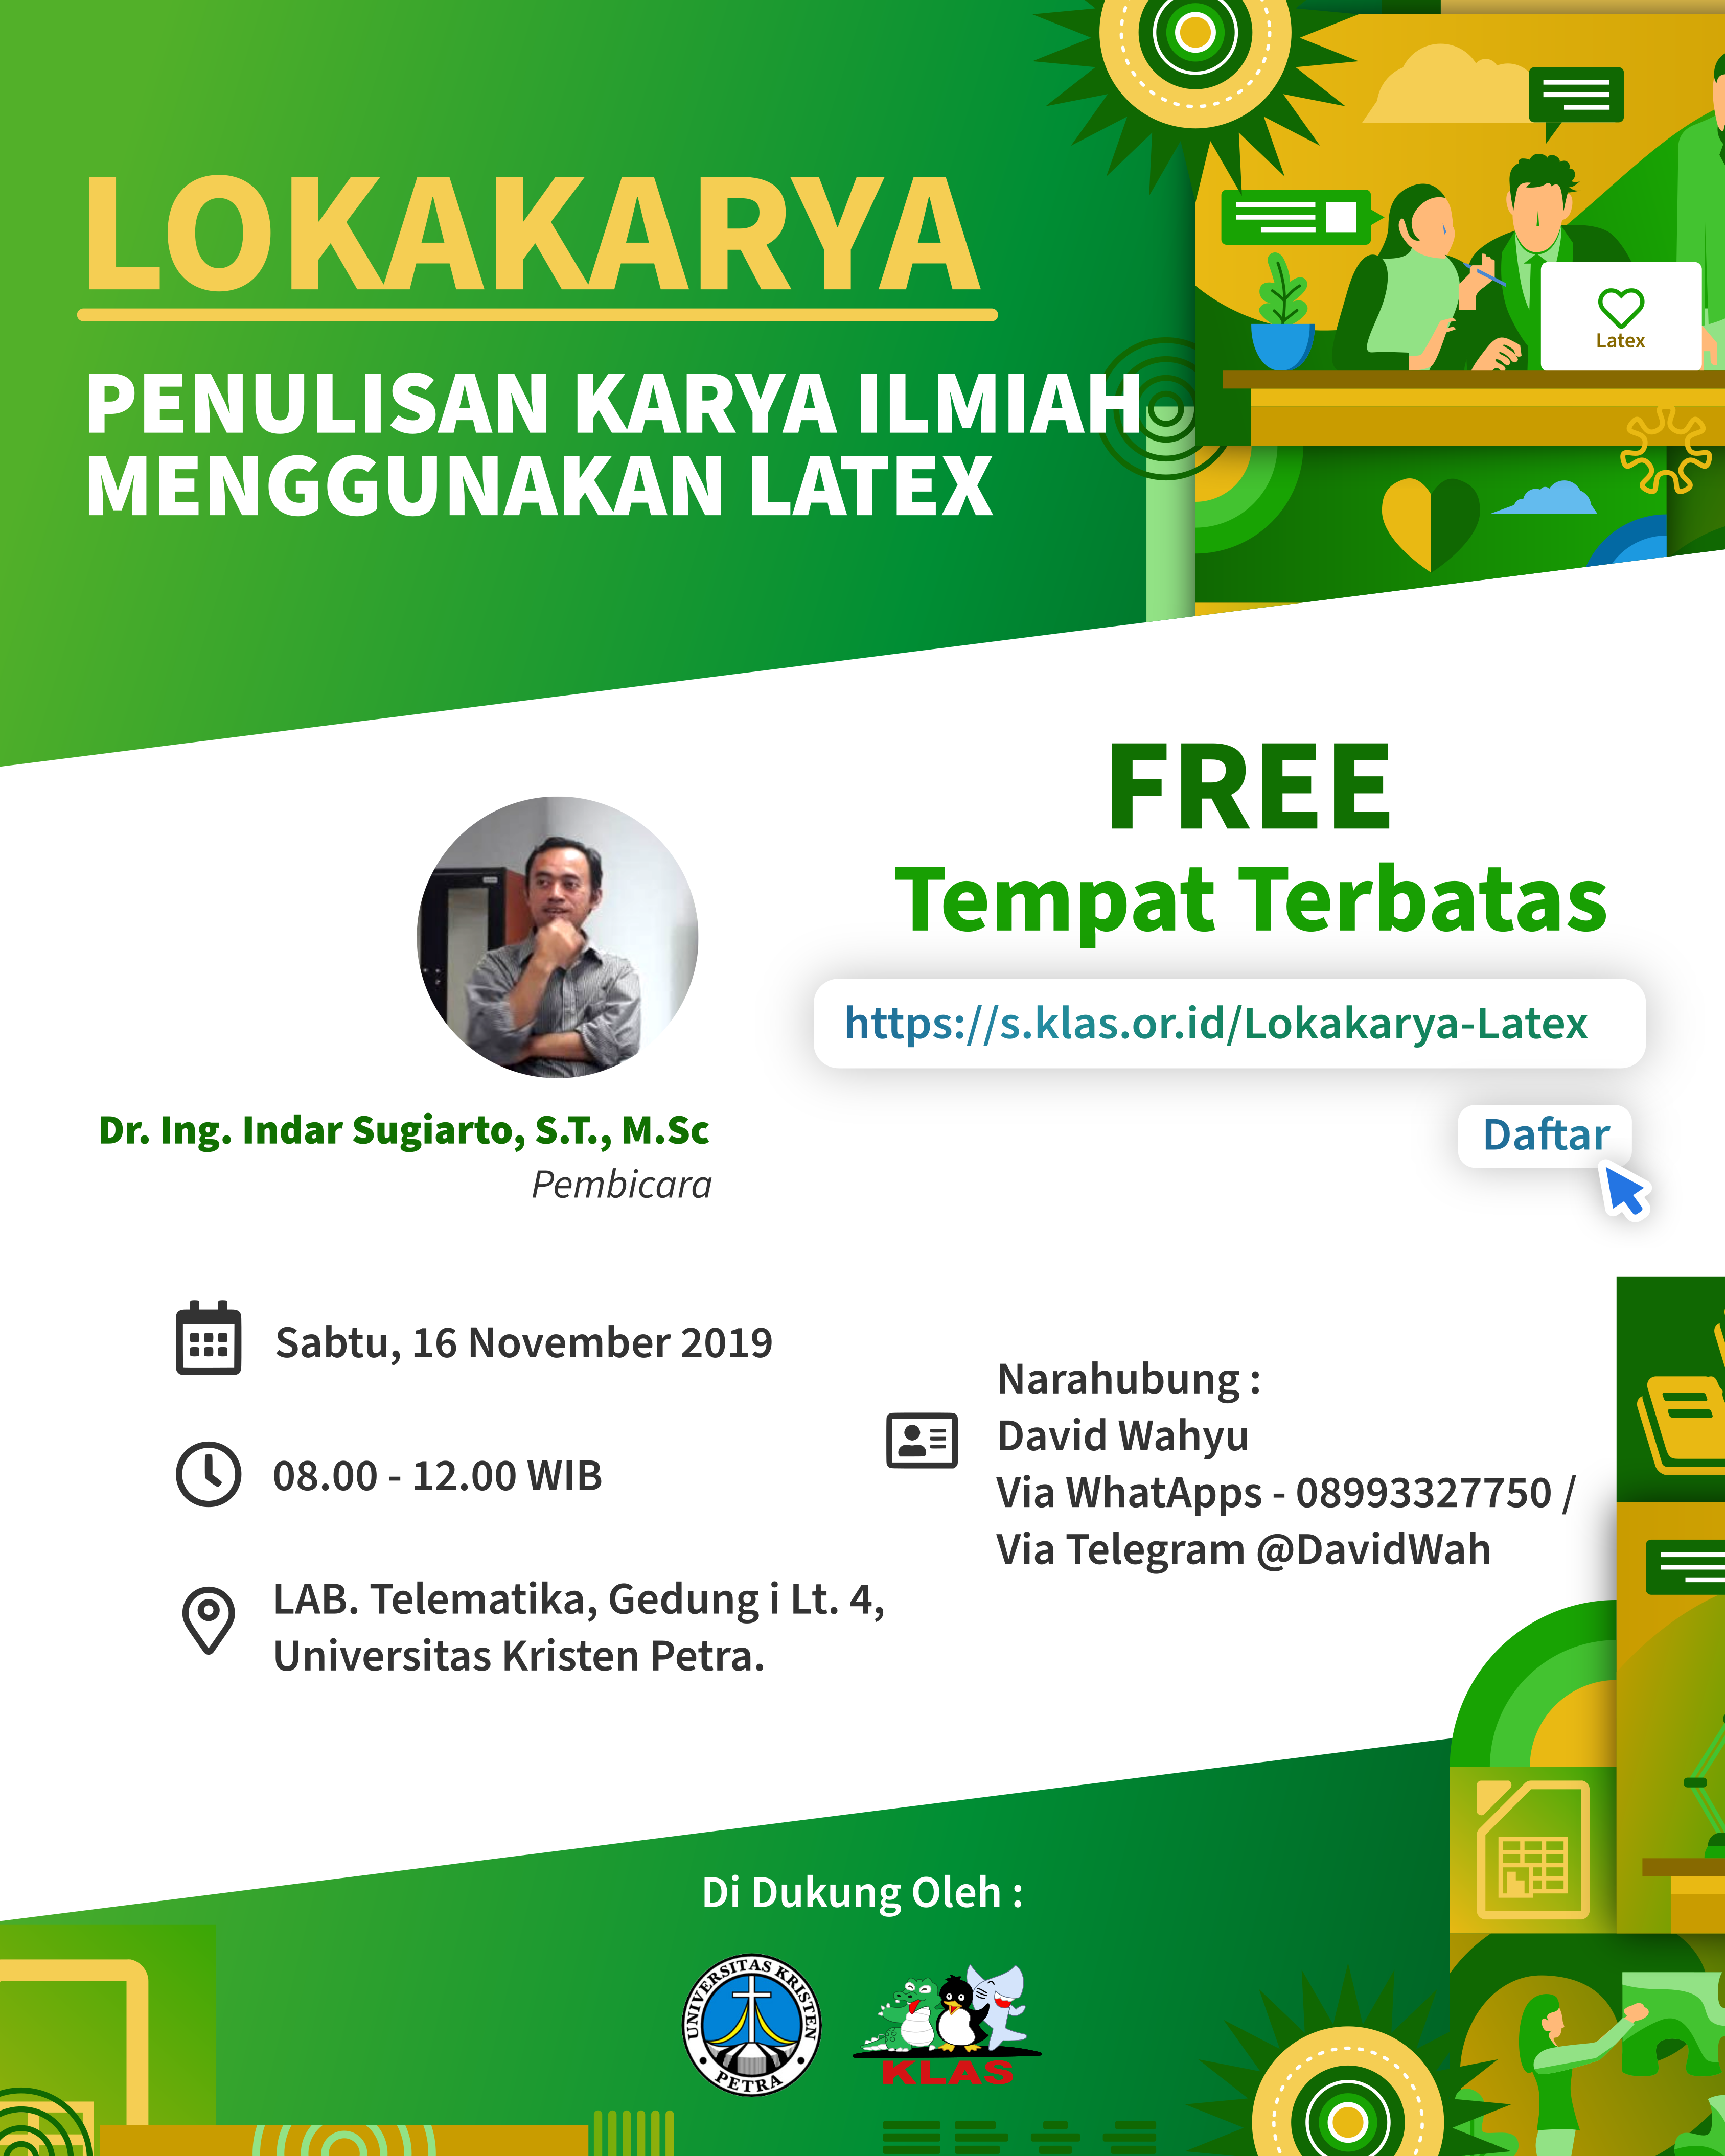 LOKAKARYA
PENULISAN KARYA ILMIAH
MENGGUNAKAN LATEX
Latex
FREE
Tempat Terbatas
https://s.klas.or.id/Lokakarya-Latex
Daftar
Dr. Ing. Indar Sugiarto, S.T., M.Sc
Pembicara
Sabtu, 16 November 2019
08.00 - 12.00 WIB
LAB. Telematika, Gedung i Lt. 4,
Universitas Kristen Petra.
Narahubung :
David Wahyu
Via WhatApps - 08993327750 /
Via Telegram @DavidWah
Di Dukung Oleh :
UNIVERSITAS KRISTEN
PETRA
KLAS